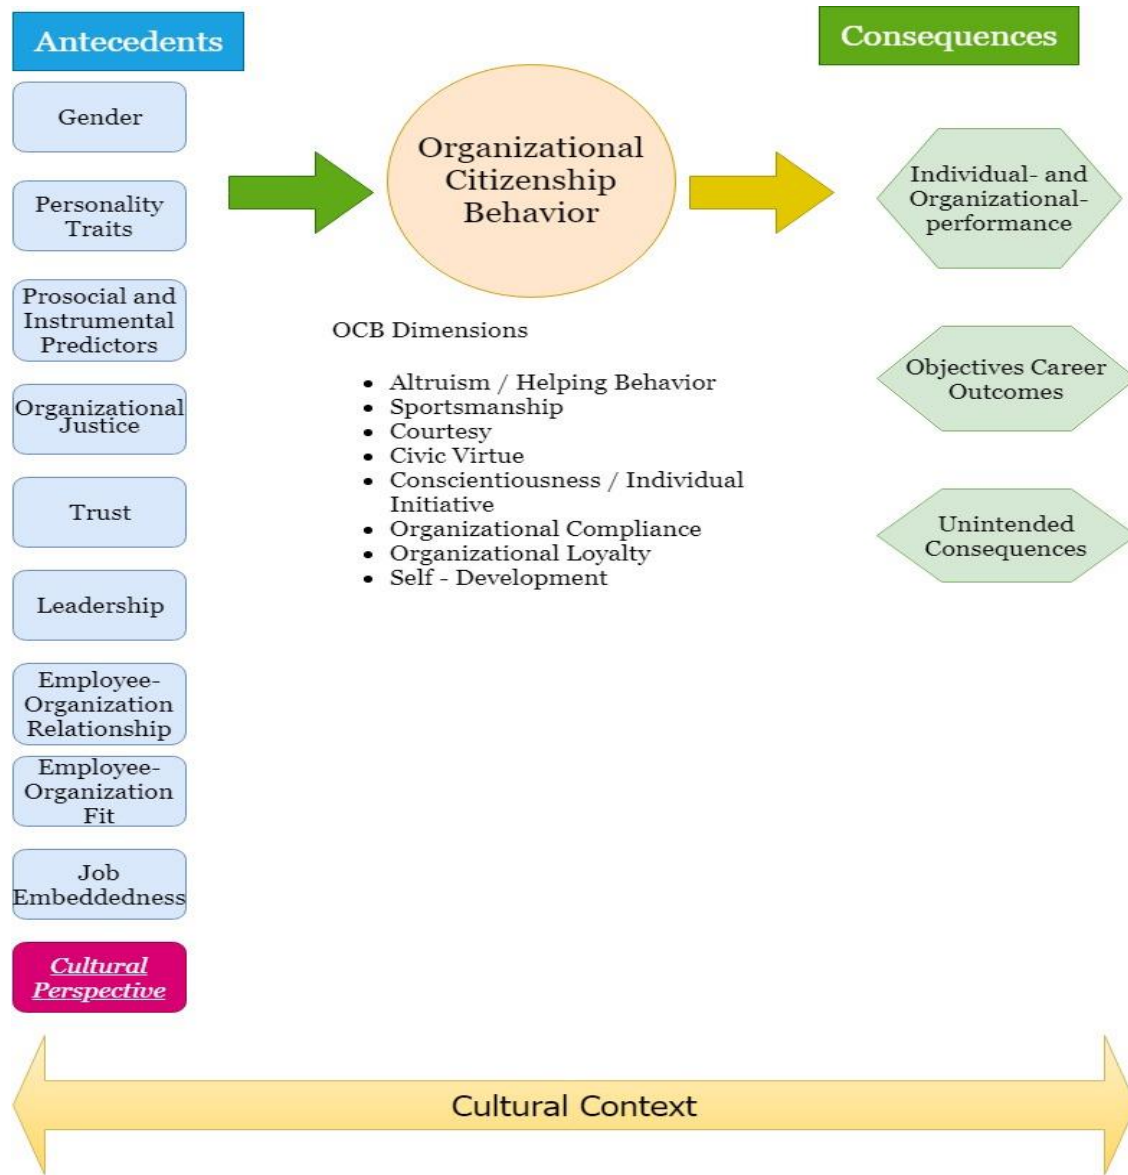 Antecedents
Gender
Personality
Traits
Prosocial and
Instrumental
Predictors
Organizational
Justice
Trust
Leadership
Employee-
Organization
Relationship
Employee-
Organization
Fit
Job
Embeddedness
Cultural
Perspective
Organizational
Citizenship
Behavior
OCB Dimensions
• Altruism / Helping Behavior
• Sportsmanship
• Courtesy
• Civic Virtue
• Conscientiousness / Individual
Initiative
• Organizational Compliance
• Organizational Loyalty
• Self - Development
Consequences
Individual- and
Organizational-
performance
Objectives Career
Outcomes
Unintended
Consequences
Cultural Context